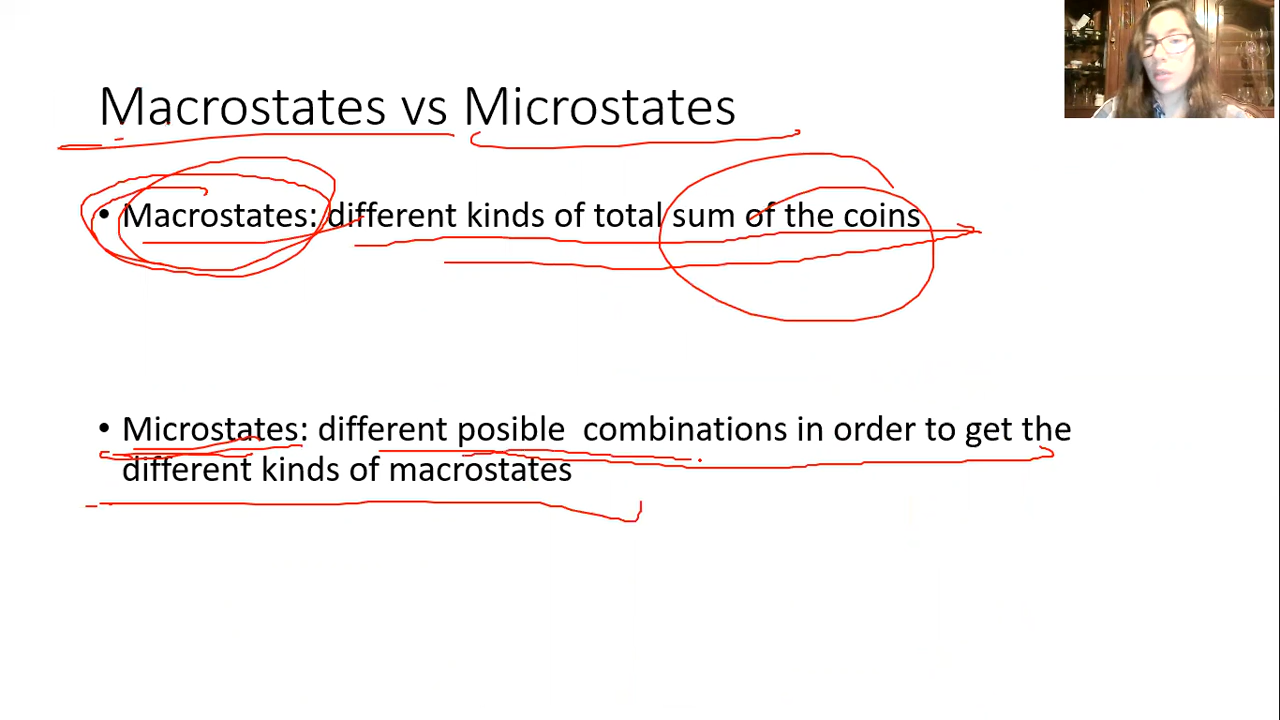 Macrostates vs Microstates
• Macrostates: different kinds of total sum of the coins
• Microstates: different posible combinations in order to get the
different kinds of macrostates